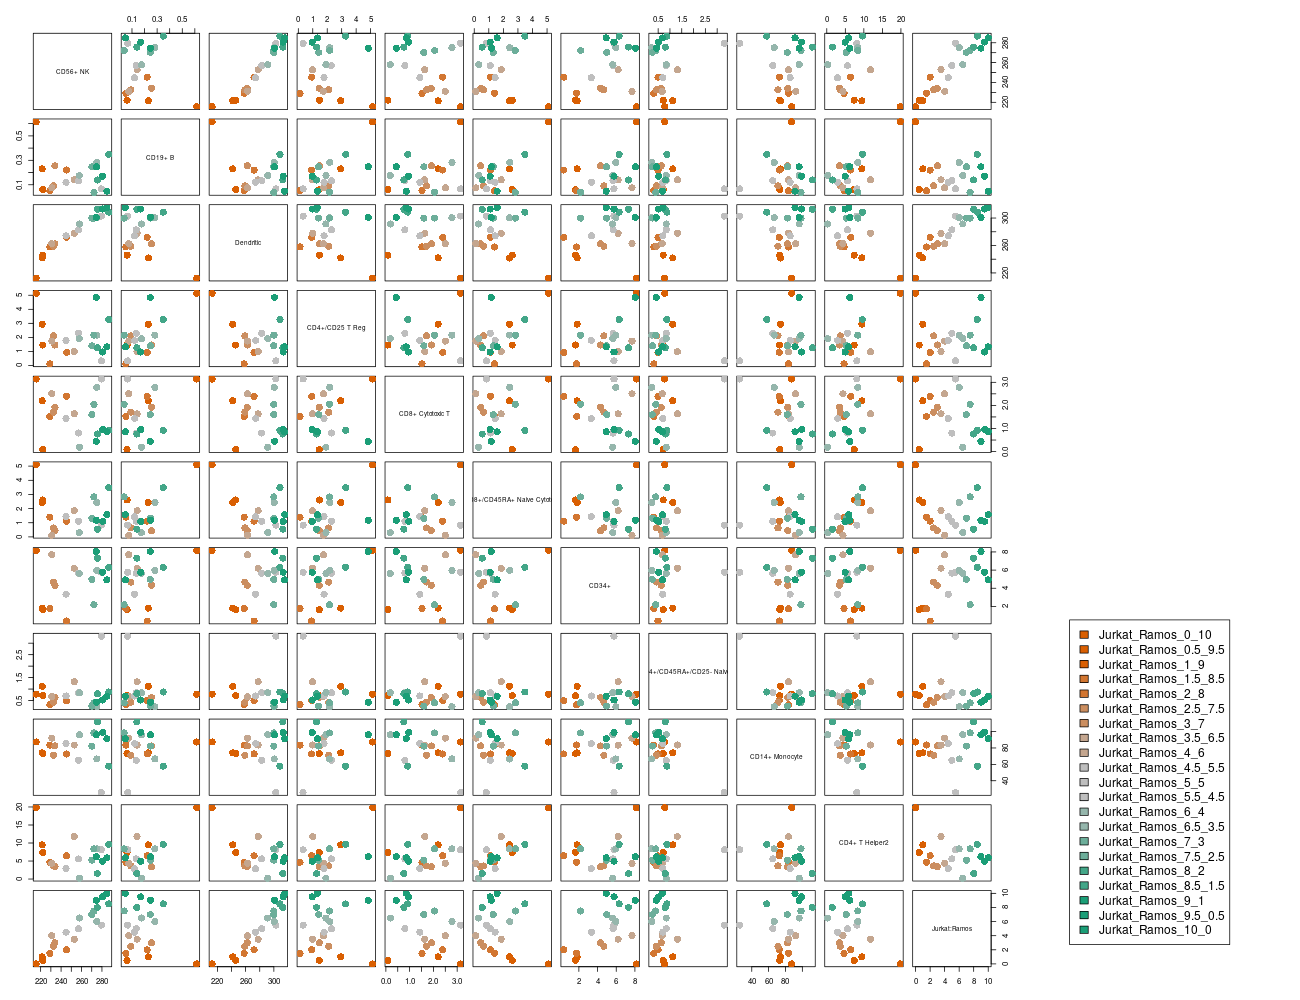 0.1 0.3 0.5 0 1 2 3 4 5 0 1 2 3 4 5 0.5 1.5 2.5 0 5 10 15 20
CD56+ NK
220 240 260 280
0.1 0.3 0.5
CD19+ B
Dendritic
220 260 300
0 1 2 3 4 5
CD4+/CD25 T Reg
CD8+ Cytotoxic T
0.0 1.0 2.0 3.0
0 1 2 3 4 5
8+/CD45RA+ Naive Cytot
CD34+
2 4 6 8
0.5 1.5 2.5
4+/CD45RA+/CD25- Naiv
CD14+ Monocyte
40 60 80
0 5 10 15 20
CD4+ T Helper2
Jurkat:Ramos
0 2 4 6 8 10
220 240 260 280 220 260 300 0.0 1.0 2.0 3.0 2 4 6 8 40 60 80 0 2 4 6 8 10
Jurkat_Ramos_0_10
Jurkat_Ramos_0.5_9.5
Jurkat_Ramos_1_9
Jurkat_Ramos_1.5_8.5
Jurkat_Ramos_2_8
Jurkat_Ramos_2.5_7.5
Jurkat_Ramos_3_7
Jurkat_Ramos_3.5_6.5
Jurkat_Ramos_4_6
Jurkat_Ramos_4.5_5.5
Jurkat_Ramos_5_5
Jurkat_Ramos_5.5_4.5
Jurkat_Ramos_6_4
Jurkat_Ramos_6.5_3.5
Jurkat_Ramos_7_3
Jurkat_Ramos_7.5_2.5
Jurkat_Ramos_8_2
Jurkat_Ramos_8.5_1.5
Jurkat_Ramos_9_1
Jurkat_Ramos_9.5_0.5
Jurkat_Ramos_10_0